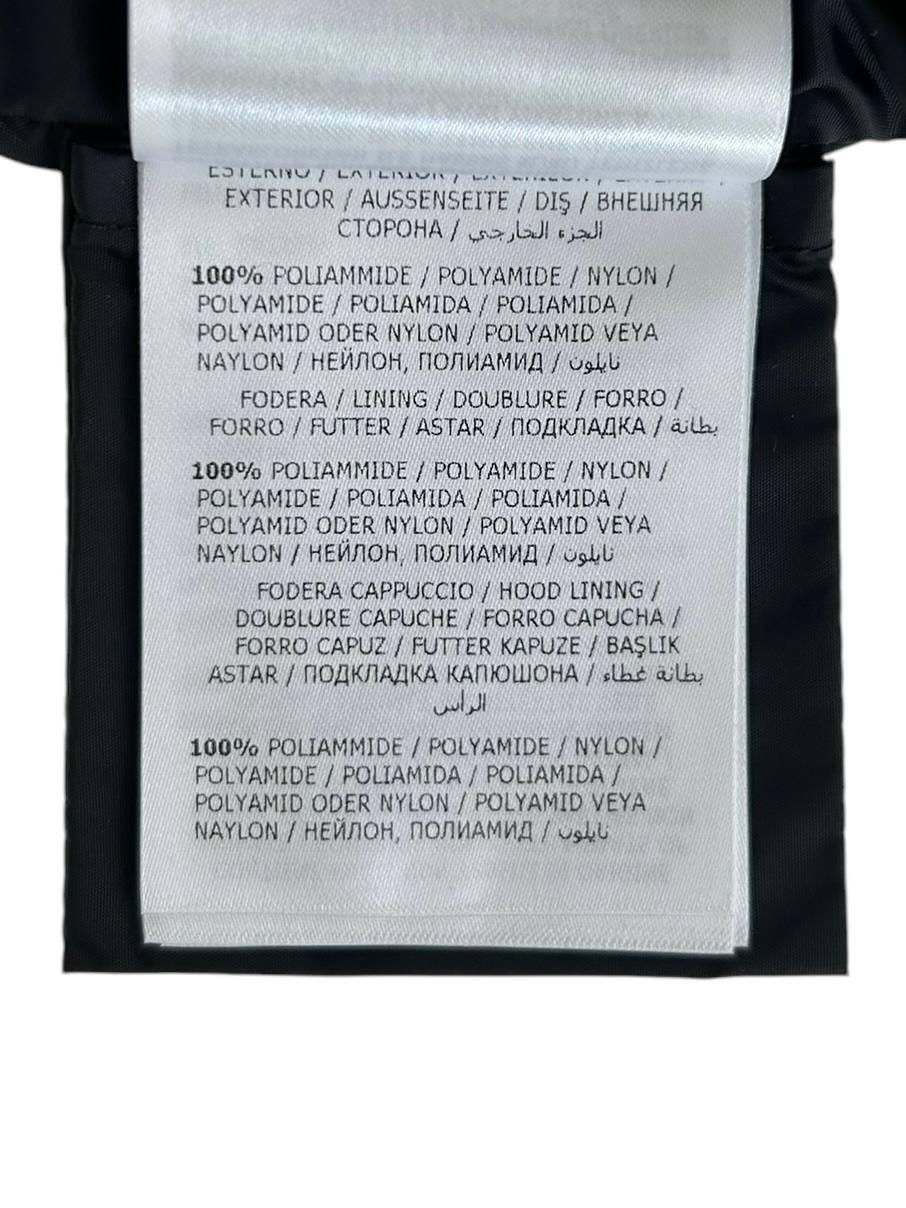 ESTERNO / EXTERIOR / EXTÉRIEUR /
EXTERIOR / AUSSENSEITE / DIŞ / ВНЕШНЯЯ
СТОРОНА / الجزء الخارجي
100% POLIAMMIDE / POLYAMIDE / NYLON /
POLYAMIDE / POLIAMIDA / POLIAMIDA /
POLYAMID ODER NYLON / POLYAMID VEYA
NAYLON / НЕЙЛОН, ПОЛИАМИД / نايلون
FODERA / LINING / DOUBLURE / FORRO /
FORRO / FUTTER / ASTAR / ПОДКЛАДКА / بطانة
100% POLIAMMIDE / POLYAMIDE / NYLON /
POLYAMIDE / POLIAMIDA / POLIAMIDA /
POLYAMID ODER NYLON / POLYAMID VEYA
NAYLON / НЕЙЛОН, ПОЛИАМИД / نايلون
FODERA CAPPUCCIO / HOOD LINING /
DOUBLURE CAPUCHE / FORRO CAPUCHA /
FORRO CAPUZ / FUTTER KAPUZE / BAŞLIK
ASTAR / ПОДКЛАДКА КАПЮШОНА / بطانة غطاء
الرأس
100% POLIAMMIDE / POLYAMIDE / NYLON /
POLYAMIDE / POLIAMIDA / POLIAMIDA /
POLYAMID ODER NYLON / POLYAMID VEYA
NAYLON / НЕЙЛОН, ПОЛИАМИД / نايلون